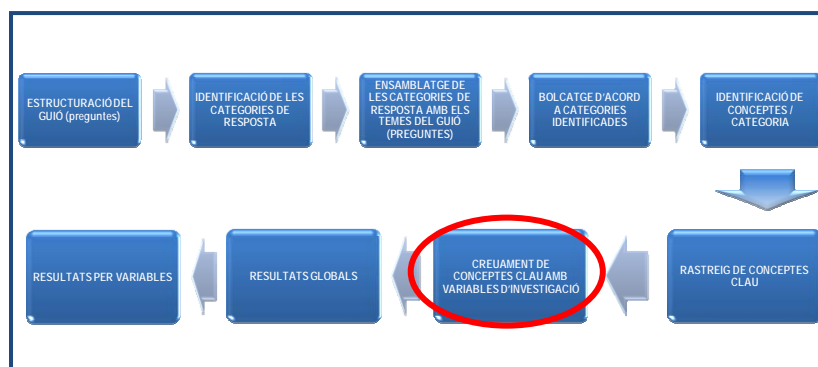 ESTRUCTURACIÓ DEL
GUIÓ (preguntes)
IDENTIFICACIÓ DE LES
CATEGORIES DE
RESPOSTA
ENSAMBLATGE DE
LES CATEGORIES DE
RESPOSTA AMB ELS
TEMES DEL GUIÓ
(PREGUNTES)
BOLCATGE D'ACORD
A CATEGORIES
IDENTIFICADES
IDENTIFICACIÓ DE
CONCEPTES /
CATEGORIA
RASTREIG DE CONCEPTES
CLAU
CREUAMENT DE
CONCEPTES CLAU AMB
VARIABLES D'INVESTIGACIÓ
RESULTATS GLOBALS
RESULTATS PER VARIABLES